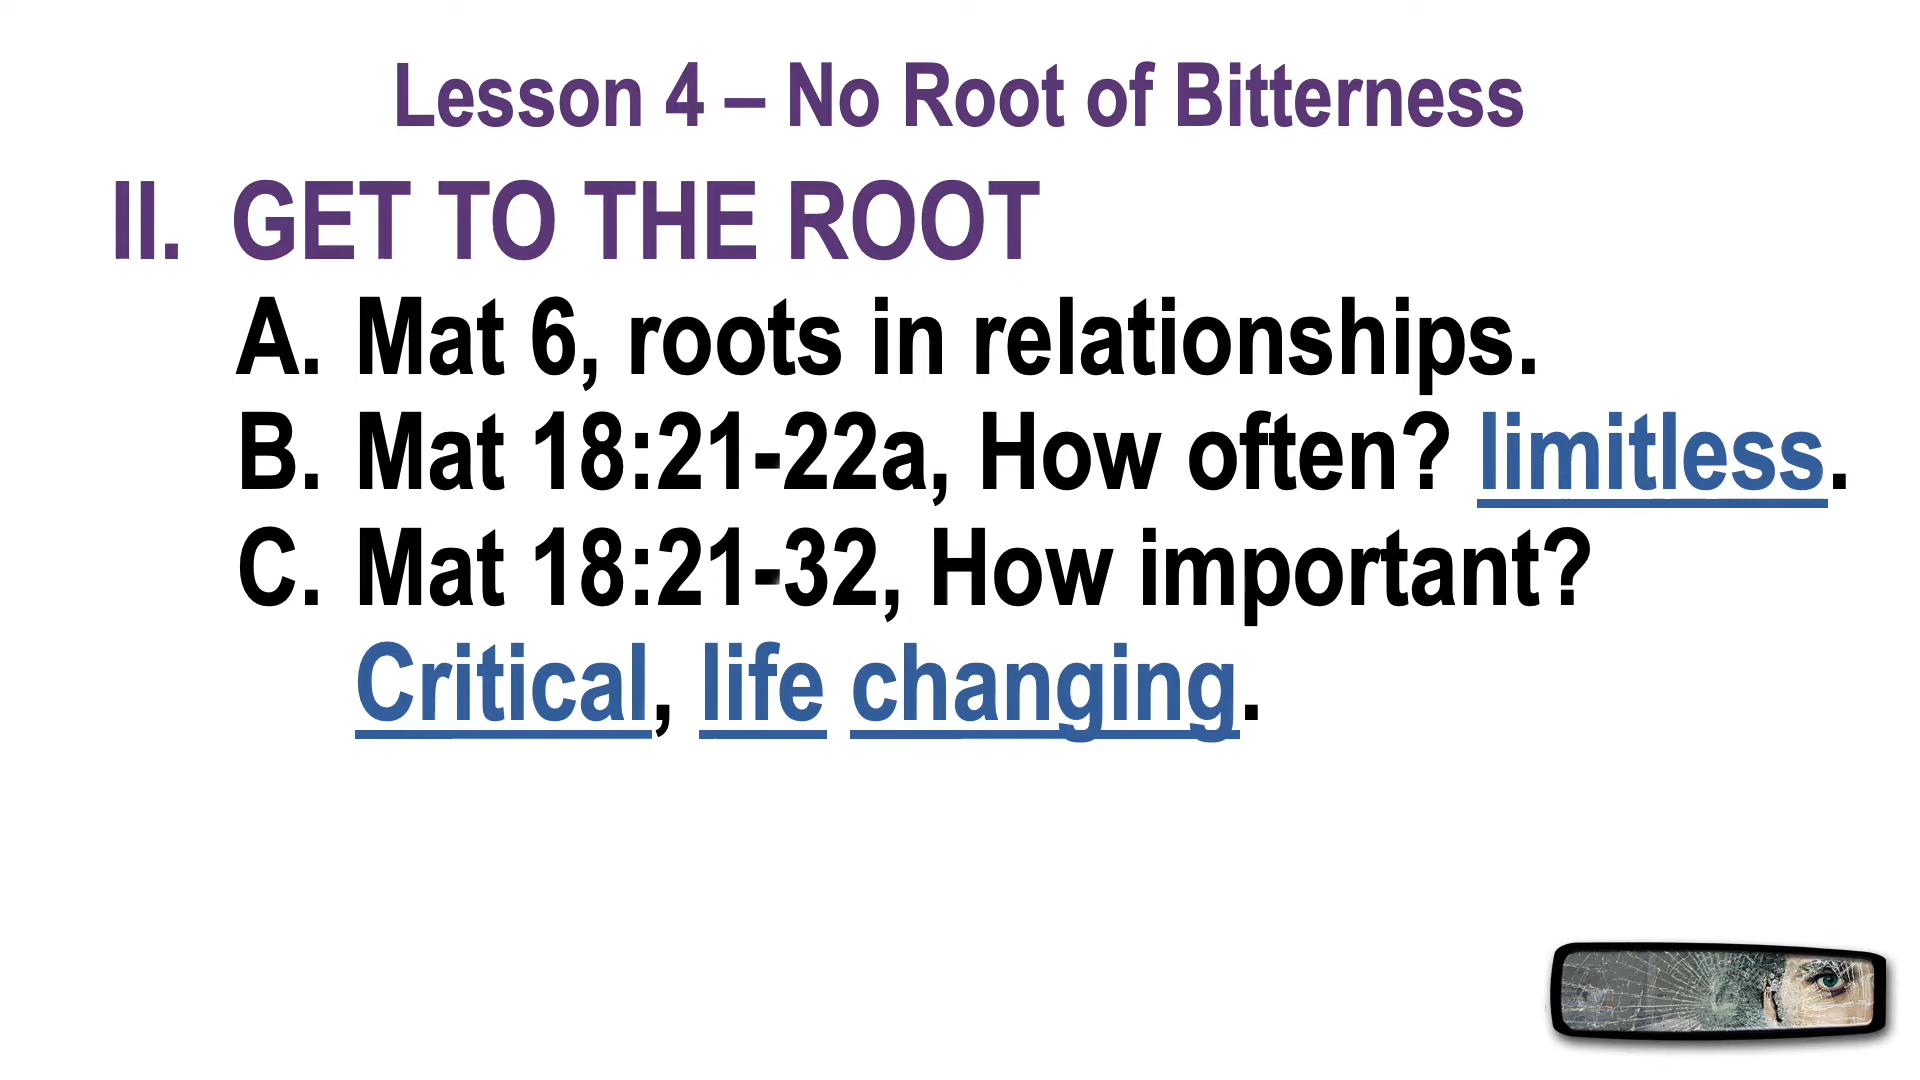 Lesson 4 – No Root of Bitterness
II. GET TO THE ROOT
A. Mat 6, roots in relationships.
B. Mat 18:21-22a, How often? limitless.
C. Mat 18:21-32, How important?
Critical, life changing.